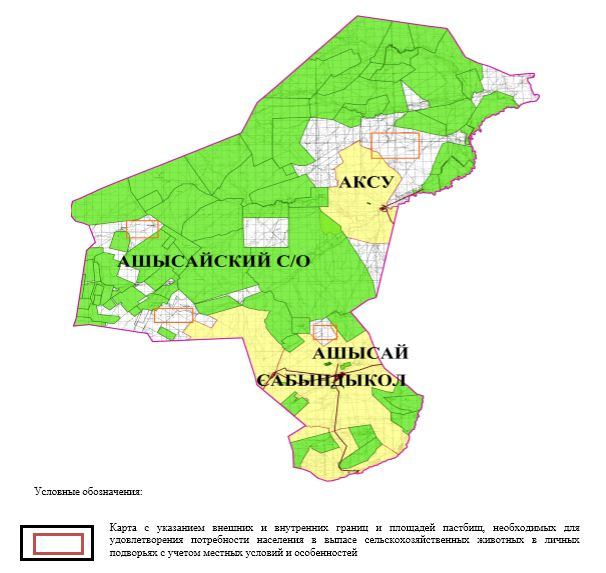 АКСУ
АШЫСАЙСКИЙ С/О
АШЫСАЙ
САБЫНДЫКОЛ
Условные обозначения:
Карта с указанием внешних и внутренних границ и площадей пастбищ, необходимых для
удовлетворения потребности населения в выпасе сельскохозяйственных животных в личных
подворьях с учетом местных условий и особенностей